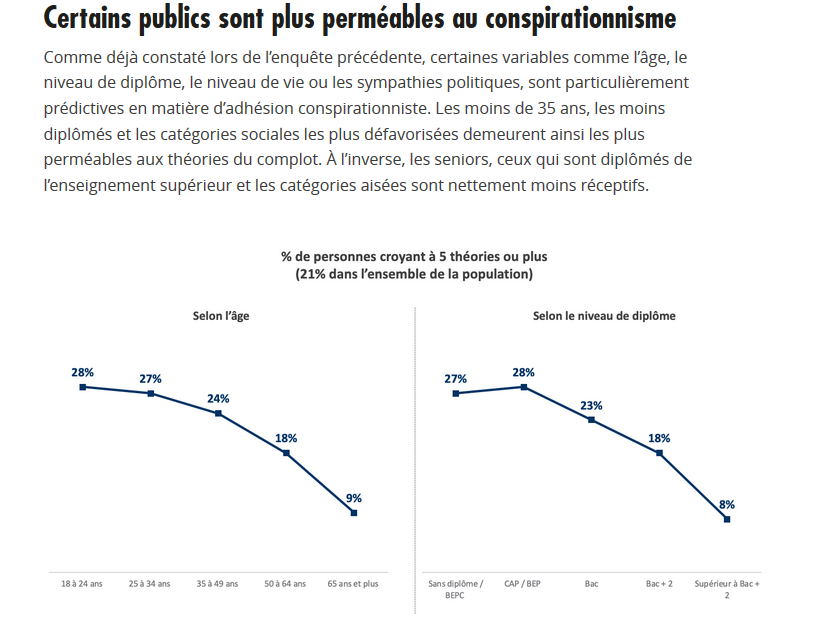 Certains publics sont plus perméables au conspirationnisme
Comme déjà constaté lors de l’enquête précédente, certaines variables comme l’âge, le
niveau de diplôme, le niveau de vie ou les sympathies politiques, sont particulièrement
prédictives en matière d’adhésion conspirationniste. Les moins de 35 ans, les moins
diplômés et les catégories sociales les plus défavorisées demeurent ainsi les plus
perméables aux théories du complot. À l’inverse, les seniors, ceux qui sont diplômés de
l’enseignement supérieur et les catégories aisées sont nettement moins réceptifs.
% de personnes croyant à 5 théories ou plus
(21% dans l’ensemble de la population)
Selon l’âge
28%
27%
24%
18%
9%
18 à 24 ans
25 à 34 ans
35 à 49 ans
50 à 64 ans
65 ans et plus
Selon le niveau de diplôme
27%
28%
23%
18%
8%
Sans diplôme /
BEPC
CAP / BEP
Bac
Bac + 2
Supérieur à Bac +
2